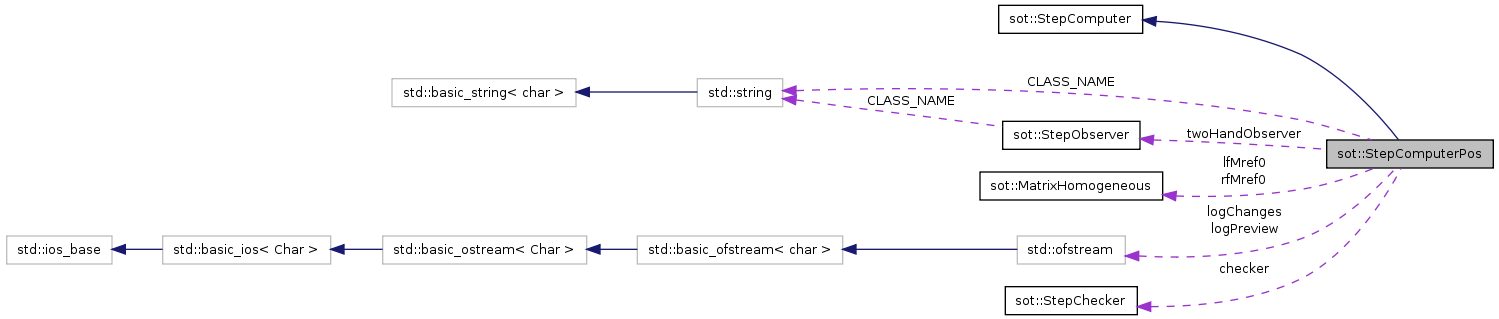 sot::StepComputer
CLASS_NAME
std::basic_string< char >
std::string
CLASS_NAME
sot::StepObserver
twoHandObserver
sot::StepComputerPos
lfMref0
rfMref0
sot::MatrixHomogeneous
logChanges
logPreview
std::ios_base
std::basic_ios< Char >
std::basic_ostream< Char >
std::basic_ofstream< char >
std::ofstream
checker
sot::StepChecker